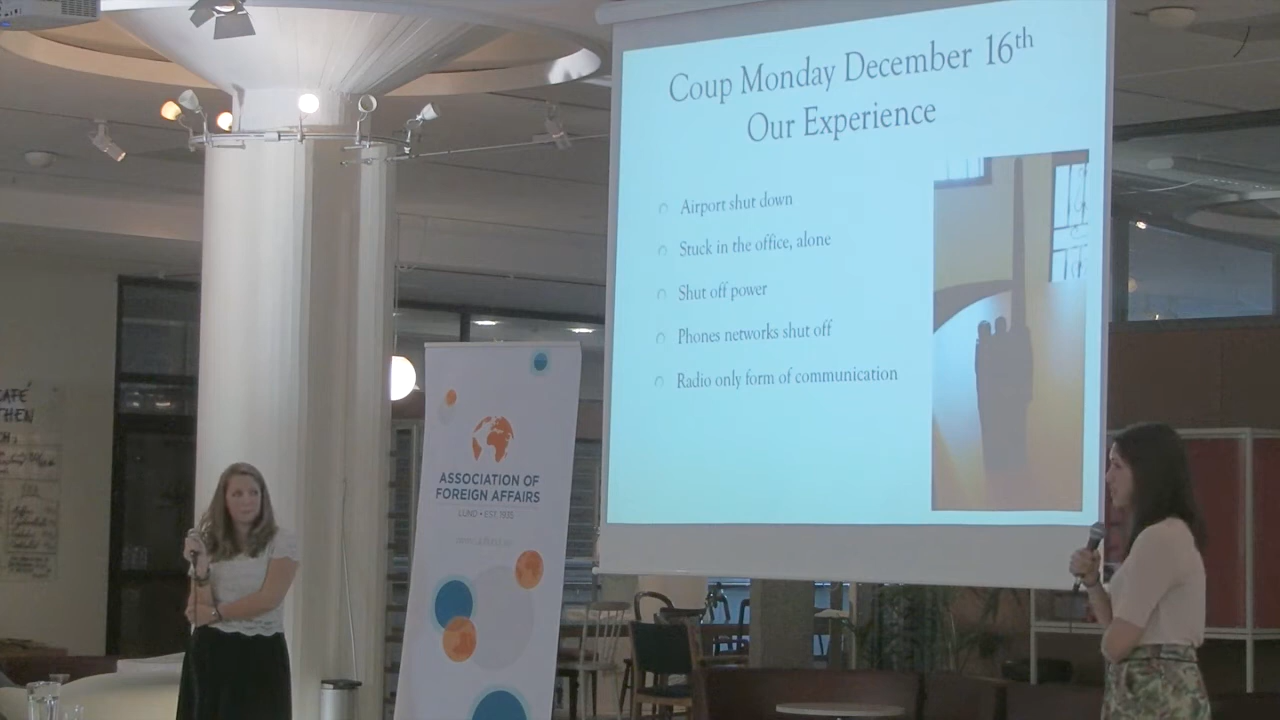 Coup Monday December 16th
Our Experience
Airport shut down
Stuck in the office, alone
Shut off power
Phones networks shut off
Radio only form of communication
ASSOCIATION OF
FOREIGN AFFAIRS
LUND • EST. 1935
CAFÉ